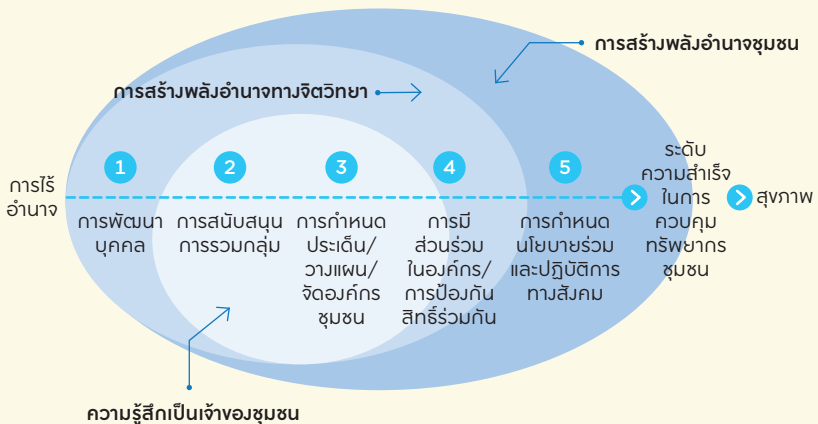 การสร้างพลังอำนาจชุมชน
การสร้างพลังอำนาจทางจิตวิทยา
การไร้
อำนาจ
1
การพัฒนา
บุคคล
2
การสนับสนุน
การรวมกลุ่ม
3
การกำหนด
ประเด็น/
วางแผน/
จัดองค์กร
ชุมชน
4
การมี
ส่วนร่วม
ในองค์กร/
การป้องกัน
สิทธิ์ร่วมกัน
5
การกำหนด
นโยบายร่วม
และปฏิบัติการ
ทางสังคม
ระดับ
ความสำเร็จ
ในการ
ควบคุม
ทรัพยากร
ชุมชน
สุขภาพ
ความรู้สึกเป็นเจ้าของชุมชน